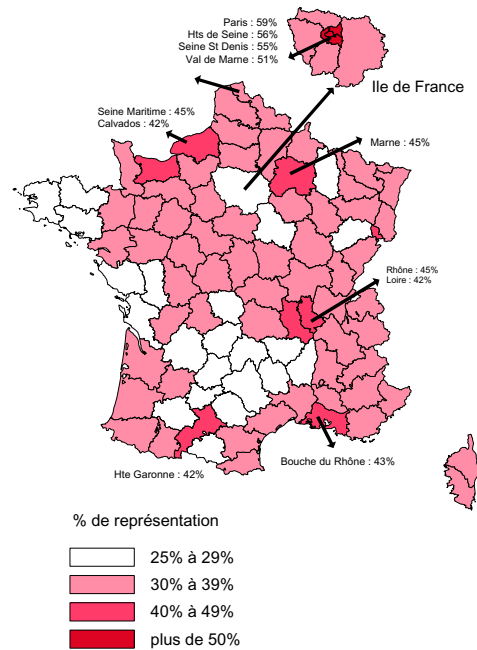 Paris : 59%
Hts de Seine : 56%
Seine St Denis : 55%
Val de Marne : 51%
Ile de France
Seine Maritime : 45%
Calvados : 42%
Marne : 45%
Rhône : 45%
Loire : 42%
Hte Garonne : 42%
Bouche du Rhône : 43%
% de représentation
25% à 29%
30% à 39%
40% à 49%
plus de 50%